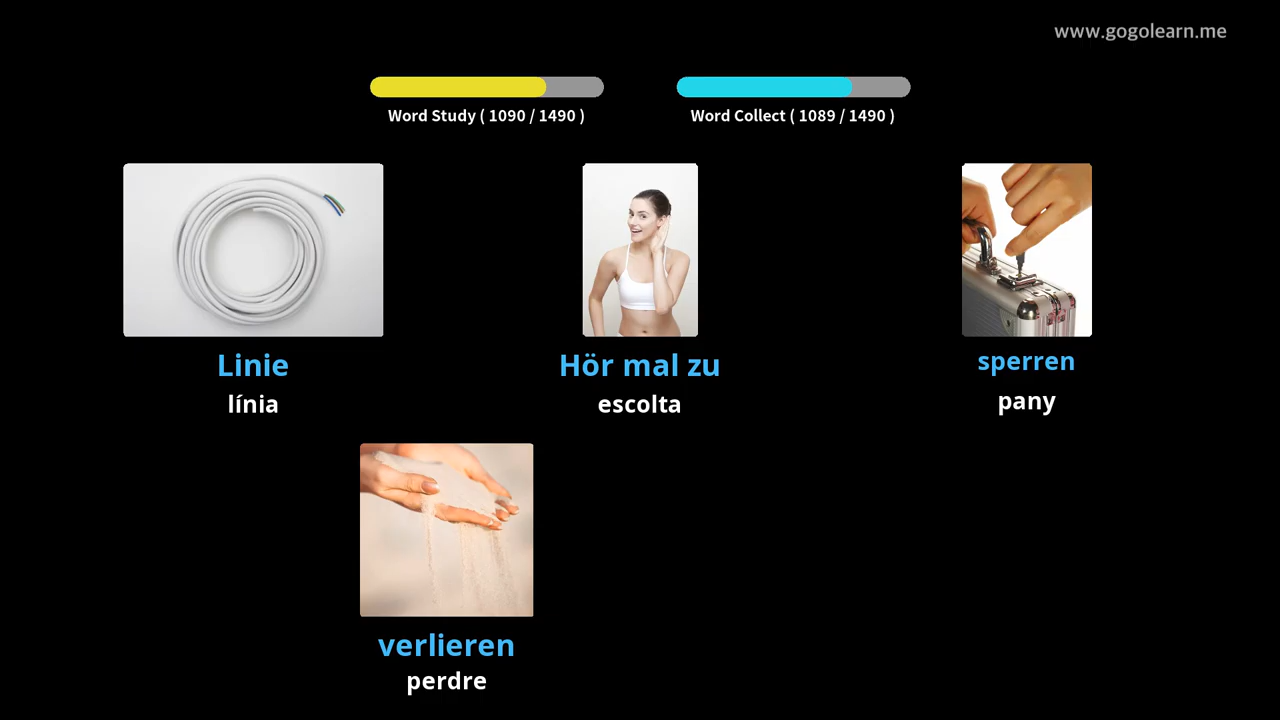 www.gogolearn.me
Word Study ( 1090 / 1490 )
Word Collect ( 1089 / 1490 )
Linie
línia
Hör mal zu
escolta
sperren
pany
verlieren
perdre